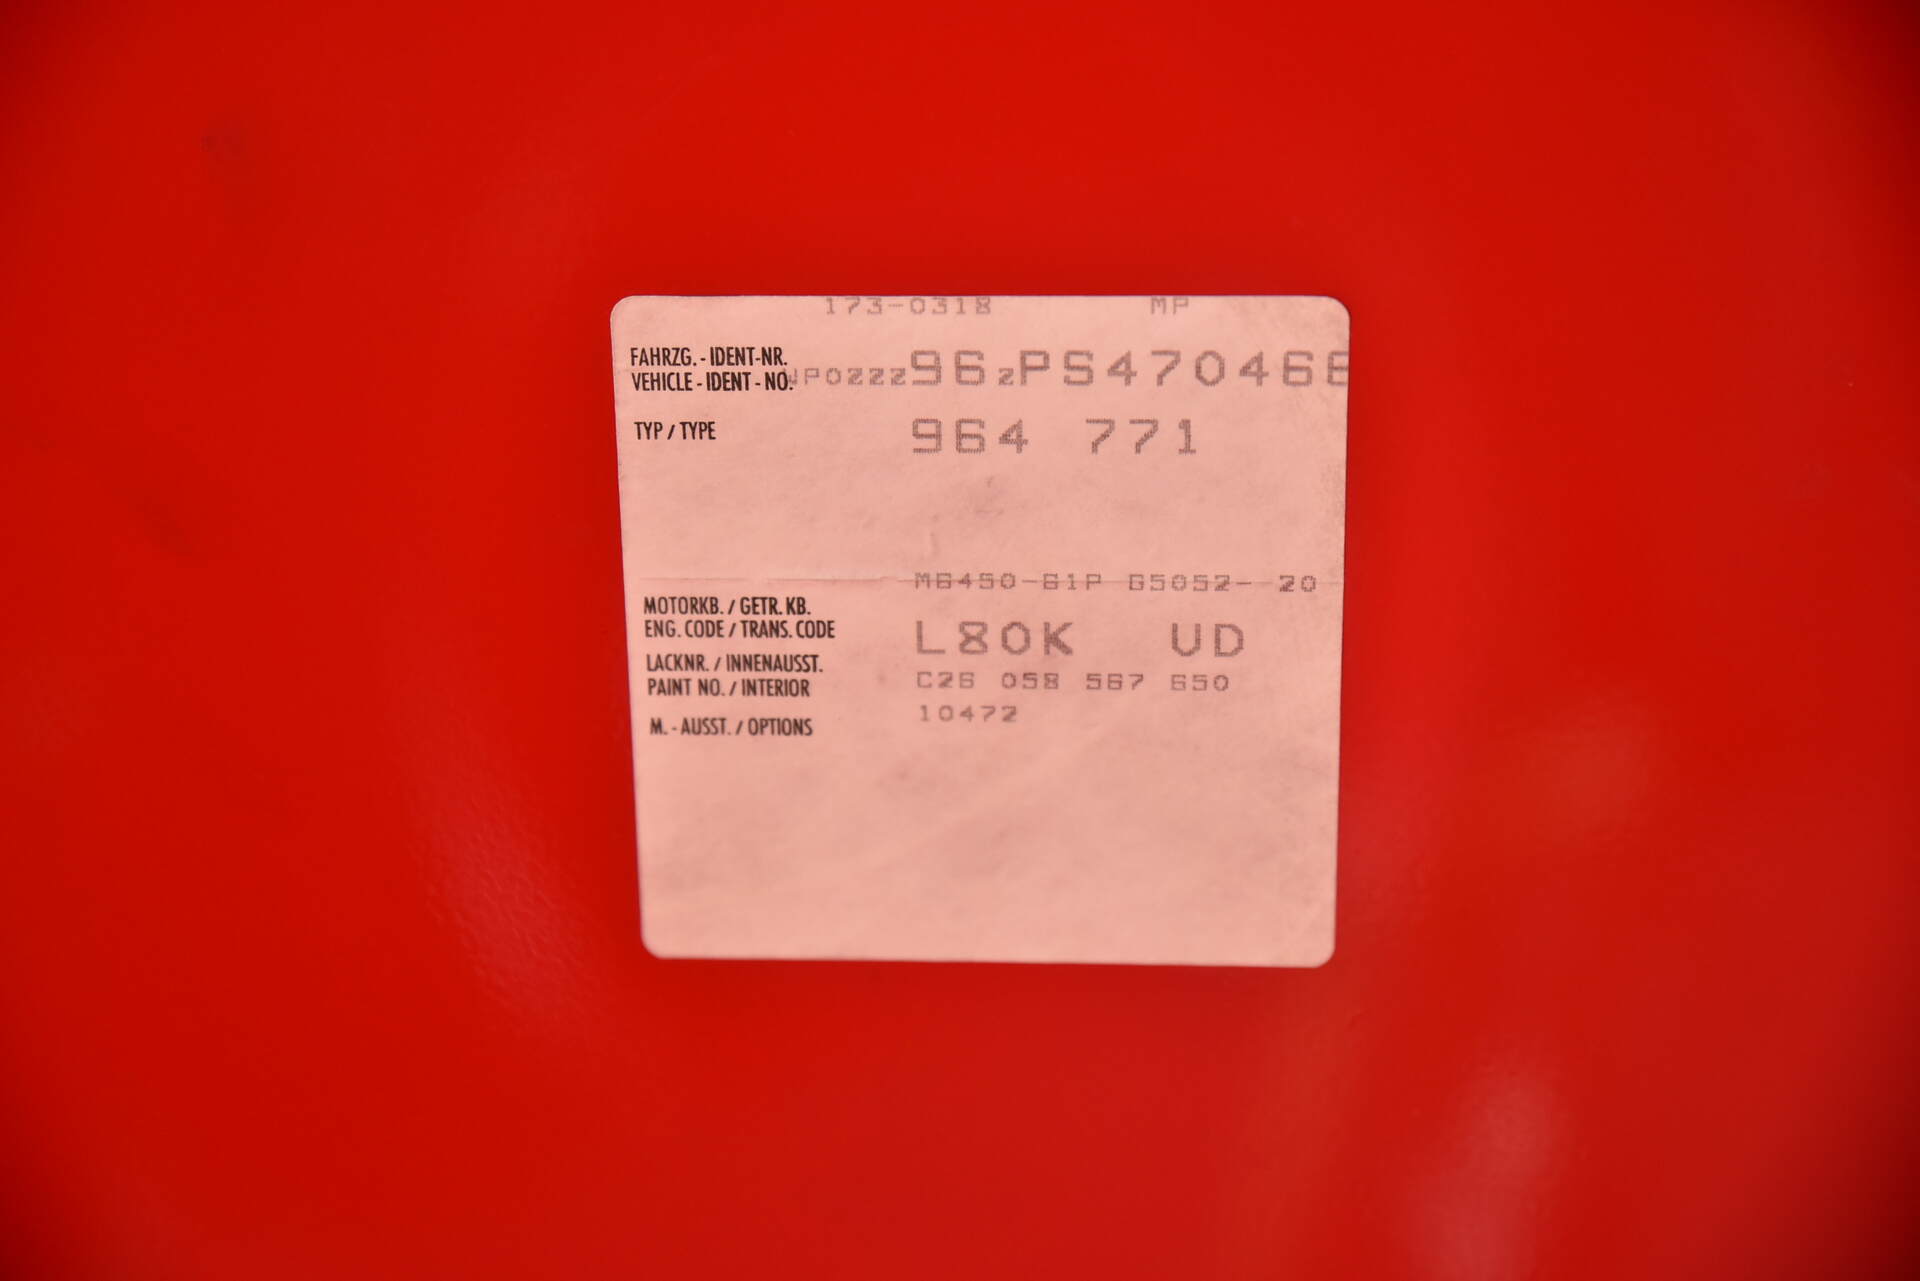 173-0318 MP
FAHRZG. - IDENT-NR.
VEHICLE - IDENT - NO. WP0ZZZ96ZPS470466
TYP / TYPE 964 771
M6450-61P G5052- 20
MOTORKB. / GETR. KB.
ENG. CODE / TRANS. CODE L80K UD
LACKNR. / INNENAUSST.
PAINT NO. / INTERIOR C26 058 567 650
10472
M. - AUSST. / OPTIONS